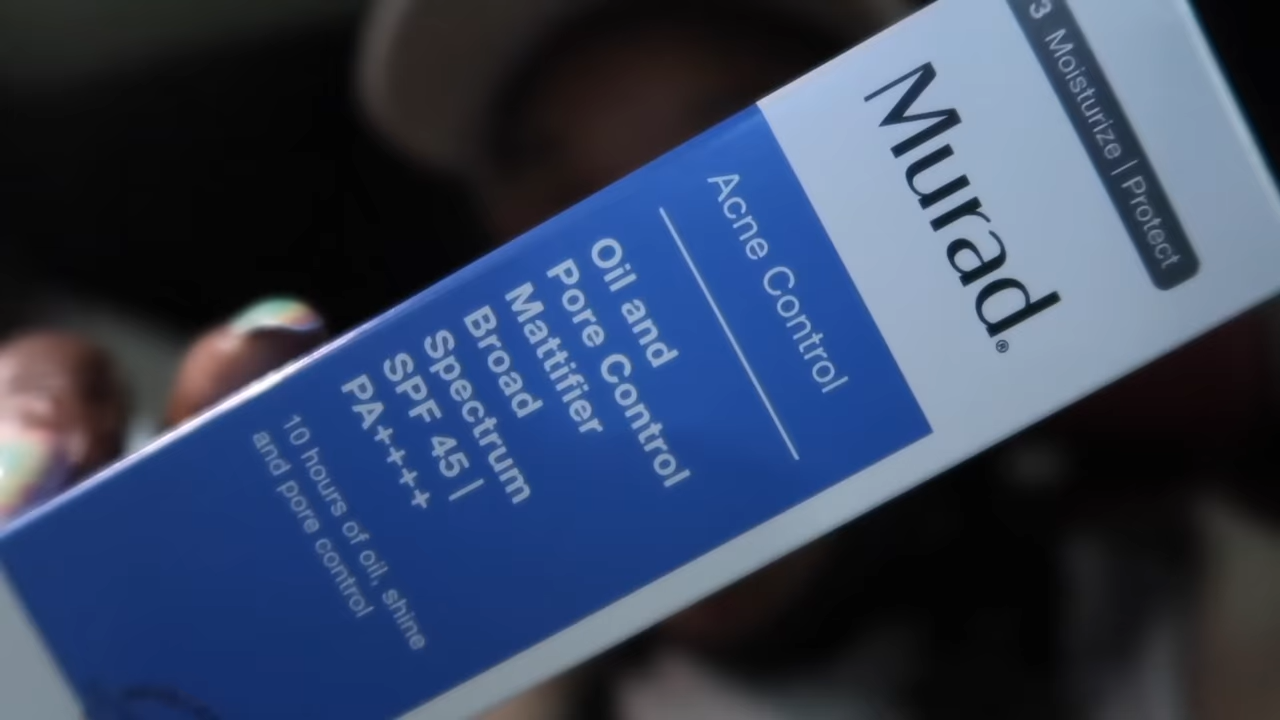 3 Moisturize | Protect
Murad®
Acne Control
Oil and
Pore Control
Mattifier
Broad
Spectrum
SPF 45 |
PA++++
10 hours of oil, shine
and pore control